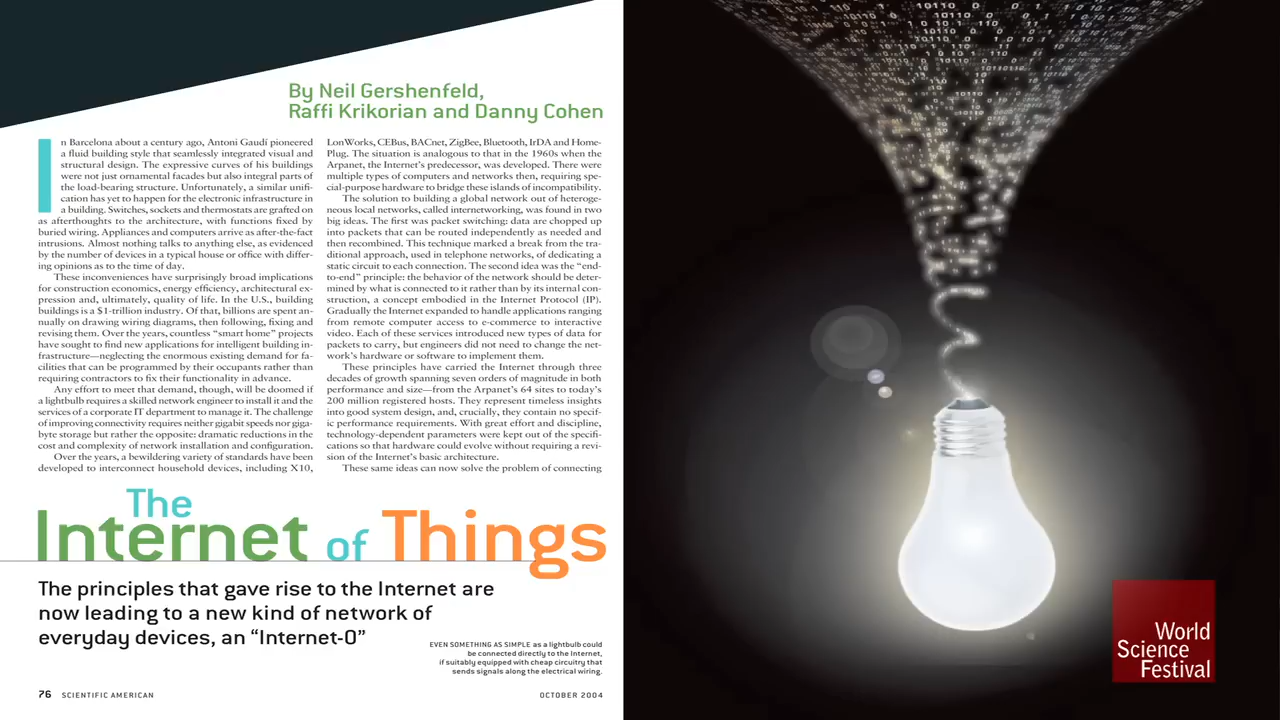 By Neil Gershenfeld,
Raffi Krikorian and Danny Cohen
In Barcelona about a century ago, Antoni Gaudí pioneered
a fluid building style that seamlessly integrated visual and
structural design. The expressive curves of his buildings
were not just ornamental facades but also integral parts of
the load-bearing structure. Unfortunately, a similar unifi-
cation has yet to happen for the electronic infrastructure in
a building. Switches, sockets and thermostats are grafted on
as afterthoughts to the architecture, with functions fixed by
buried wiring. Appliances and computers arrive as after-the-fact
intrusions. Almost nothing talks to anything else, as evidenced
by the number of devices in a typical house or office with differ-
ing opinions as to the time of day.
These inconveniences have surprisingly broad implications
for construction economics, energy efficiency, architectural ex-
pression and, ultimately, quality of life. In the U.S., building
buildings is a $1-trillion industry. Of that, billions are spent an-
nually on drawing wiring diagrams, then following, fixing and
revising them. Over the years, countless "smart home" projects
have sought to find new applications for intelligent building in-
frastructure—neglecting the enormous existing demand for fa-
cilities that can be programmed by their occupants rather than
requiring contractors to fix their functionality in advance.
Any effort to meet that demand, though, will be doomed if
a lightbulb requires a skilled network engineer to install it and the
services of a corporate IT department to manage it. The challenge
of improving connectivity requires neither gigabit speeds nor giga-
byte storage but rather the opposite: dramatic reductions in the
cost and complexity of network installation and configuration.
Over the years, a bewildering variety of standards have been
developed to interconnect household devices, including X10,
LonWorks, CEBus, BACnet, ZigBee, Bluetooth, IrDA and Home-
Plug. The situation is analogous to that in the 1960s when the
Arpanet, the Internet's predecessor, was developed. There were
multiple types of computers and networks then, requiring spe-
cial-purpose hardware to bridge these islands of incompatibility.
The solution to building a global network out of heteroge-
neous local networks, called internetworking, was found in two
big ideas. The first was packet switching: data are chopped up
into packets that can be routed independently as needed and
then recombined. This technique marked a break from the tra-
ditional approach, used in telephone networks, of dedicating a
static circuit to each connection. The second idea was the "end-
to-end" principle: the behavior of the network should be deter-
mined by what is connected to it rather than by its internal con-
struction, a concept embodied in the Internet Protocol (IP).
Gradually the Internet expanded to handle applications ranging
from remote computer access to e-commerce to interactive
video. Each of these services introduced new types of data for
packets to carry, but engineers did not need to change the net-
work's hardware or software to implement them.
These principles have carried the Internet through three
decades of growth spanning seven orders of magnitude in both
performance and size—from the Arpanet's 64 sites to today's
200 million registered hosts. They represent timeless insights
into good system design, and, crucially, they contain no specif-
ic performance requirements. With great effort and discipline,
technology-dependent parameters were kept out of the specifi-
cations so that hardware could evolve without requiring a revi-
sion of the Internet's basic architecture.
These same ideas can now solve the problem of connecting
The
Internet of Things
The principles that gave rise to the Internet are
now leading to a new kind of network of
everyday devices, an "Internet-0"
EVEN SOMETHING AS SIMPLE as a lightbulb could
be connected directly to the Internet,
if suitably equipped with cheap circuitry that
sends signals along the electrical wiring.
76 SCIENTIFIC AMERICAN
OCTOBER 2004
World
Science
Festival